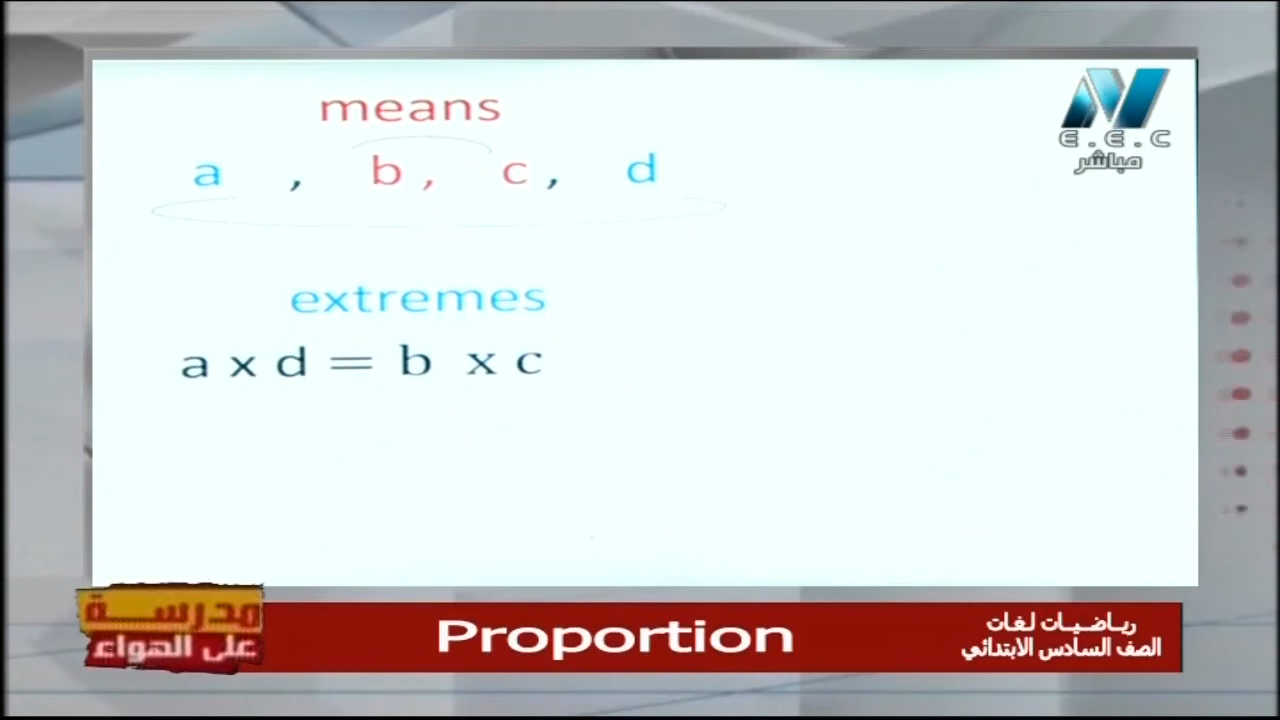 means
a , b , c , d
extremes
a x d = b x c
E.E.C
مباشر
مدرسة
على الهواء
Proportion
رياضيات لغات
الصف السادس الابتدائي